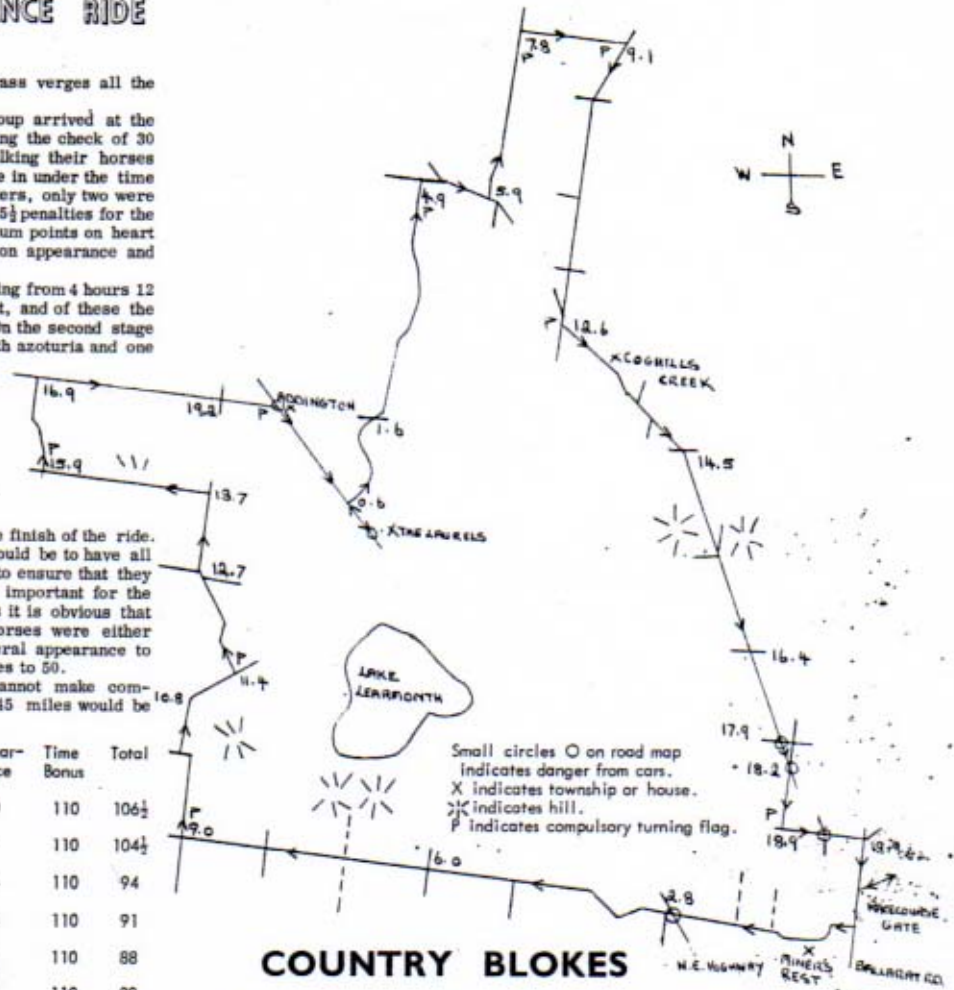 NCE RIDE
ass verges all the
oup arrived at the
ng the check of 30
lking their horses
e in under the time
ers, only two were
5½ penalties for the
um points on heart
on appearance and
ing from 4 hours 12
t, and of these the
n the second stage
h azoturia and one
e finish of the ride.
ould be to have all
to ensure that they
important for the
s it is obvious that
orses were either
eral appearance to
es to 50.
annot make com-
45 miles would be
ar- Time Total
ce Bonus
110 106½
110 104½
110 94
110 91
110 88
N
W E
S
7.8
P
P
9.1
4.9
P
5.9
P
12.6
X COGHILLS
CREEK
16.9
19.2
P
ADDINGTON
X
1.6
P
15.9
13.7
14.5
0.6
X THE LAURELS
12.7
P
11.4
10.8
16.4
LAKE
LEARMONTH
17.9
18.2
Small circles O on road map
indicates danger from cars.
X indicates township or house.
indicates hill.
P indicates compulsory turning flag.
P
18.9
P
9.0
6.0
2.8
RACECOURSE
GATE
N.E. HIGHWAY
X
MINERS
REST
BALLARAT RD.
COUNTRY BLOKES